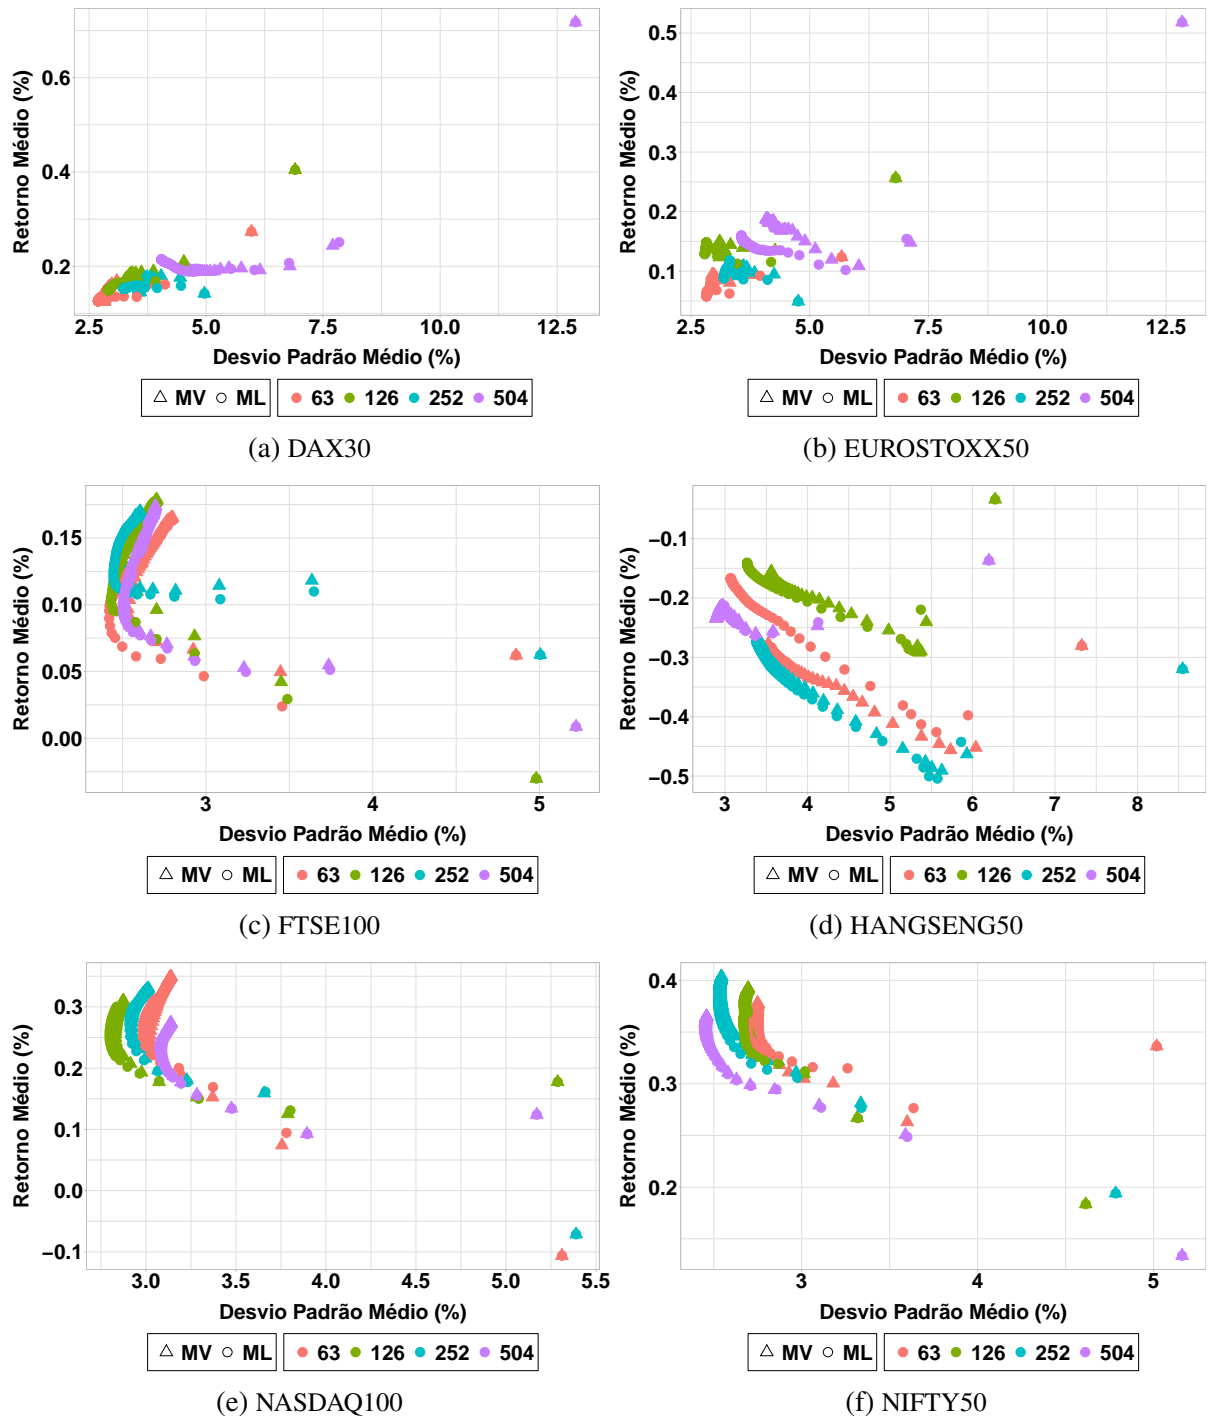 Retorno Médio (%)
0.6
0.4
0.2
2.5 5.0 7.5 10.0 12.5
Desvio Padrão Médio (%)
MV ML 63 126 252 504
(a) DAX30
Retorno Médio (%)
0.5
0.4
0.3
0.2
0.1
2.5 5.0 7.5 10.0 12.5
Desvio Padrão Médio (%)
MV ML 63 126 252 504
(b) EUROSTOXX50
Retorno Médio (%)
0.15
0.10
0.05
0.00
3 4 5
Desvio Padrão Médio (%)
MV ML 63 126 252 504
(c) FTSE100
Retorno Médio (%)
−0.1
−0.2
−0.3
−0.4
−0.5
3 4 5 6 7 8
Desvio Padrão Médio (%)
MV ML 63 126 252 504
(d) HANGSENG50
Retorno Médio (%)
0.3
0.2
0.1
0.0
−0.1
3.0 3.5 4.0 4.5 5.0 5.5
Desvio Padrão Médio (%)
MV ML 63 126 252 504
(e) NASDAQ100
Retorno Médio (%)
0.4
0.3
0.2
3 4 5
Desvio Padrão Médio (%)
MV ML 63 126 252 504
(f) NIFTY50